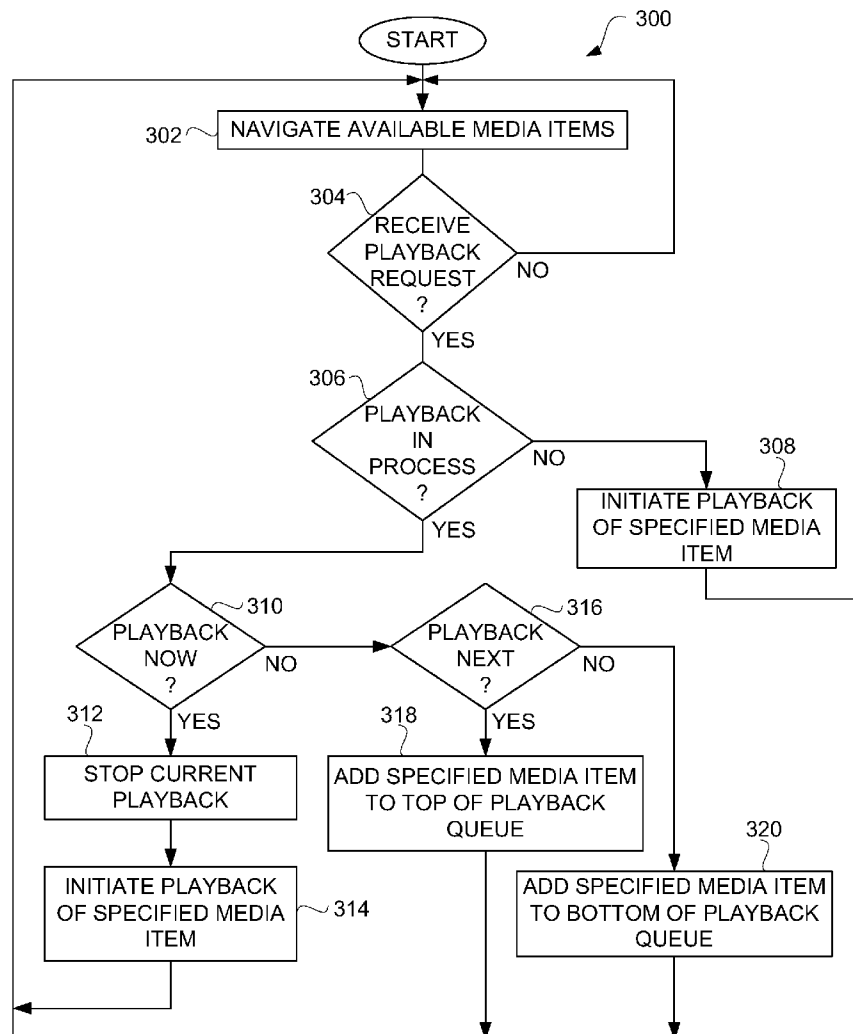 START
300
302
NAVIGATE AVAILABLE MEDIA ITEMS
304
RECEIVE
PLAYBACK
REQUEST
?
NO
YES
306
PLAYBACK
IN
PROCESS
?
NO
YES
308
INITIATE PLAYBACK
OF SPECIFIED MEDIA
ITEM
310
PLAYBACK
NOW
?
NO
YES
316
PLAYBACK
NEXT
?
NO
YES
312
STOP CURRENT
PLAYBACK
318
ADD SPECIFIED MEDIA ITEM
TO TOP OF PLAYBACK
QUEUE
314
INITIATE PLAYBACK
OF SPECIFIED MEDIA
ITEM
320
ADD SPECIFIED MEDIA ITEM
TO BOTTOM OF PLAYBACK
QUEUE